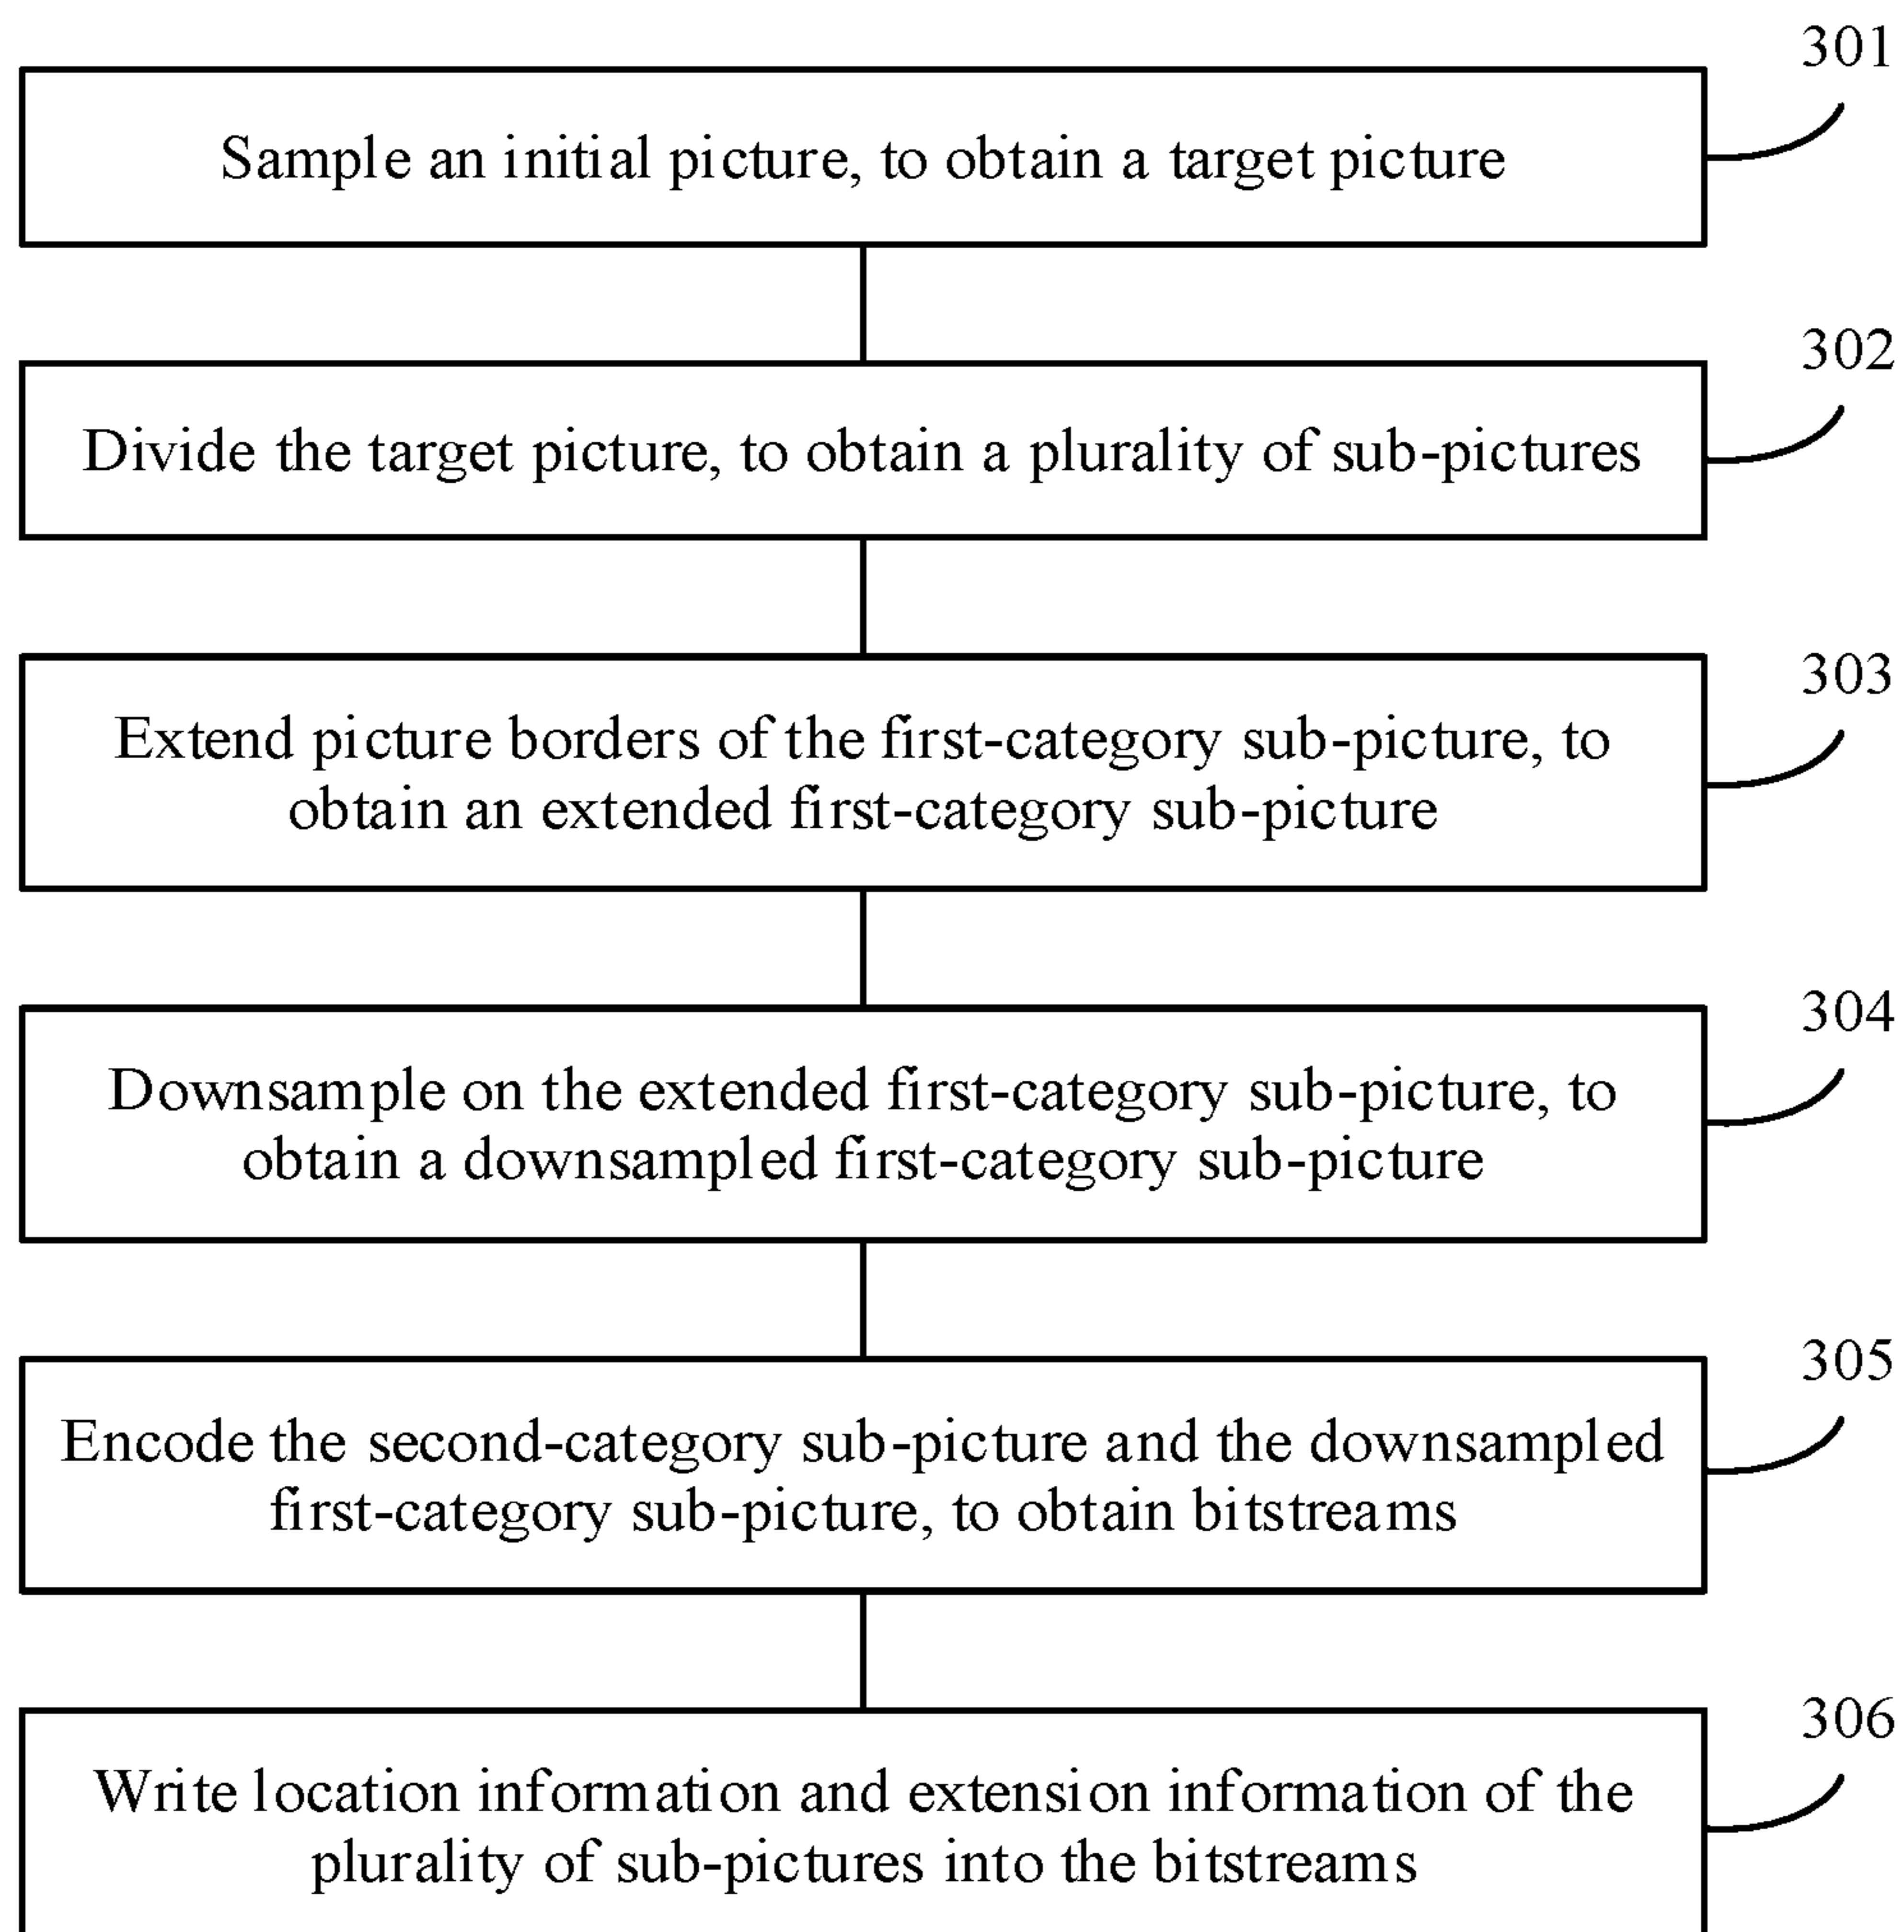 301
Sample an initial picture, to obtain a target picture
302
Divide the target picture, to obtain a plurality of sub-pictures
303
Extend picture borders of the first-category sub-picture, to
obtain an extended first-category sub-picture
304
Downsample on the extended first-category sub-picture, to
obtain a downsampled first-category sub-picture
305
Encode the second-category sub-picture and the downsampled
first-category sub-picture, to obtain bitstreams
306
Write location information and extension information of the
plurality of sub-pictures into the bitstreams